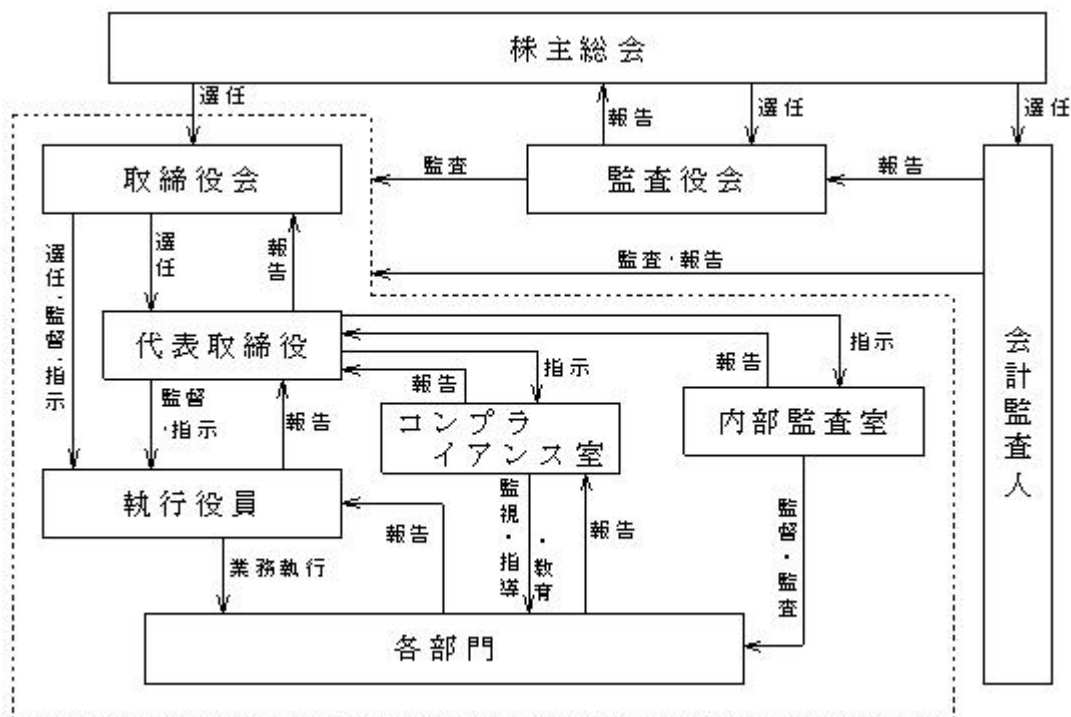 株主総会
選任
報告
選任
選任
取締役会
監査
監査役会
報告
選任・監督・指示
選任
報告
監査・報告
会計監査人
代表取締役
指示
報告
指示
報告
監督
・指示
報告
コンプラ
イアンス室
内部監査室
執行役員
報告
監視・指導
・教育
報告
監督・監査
業務執行
各部門